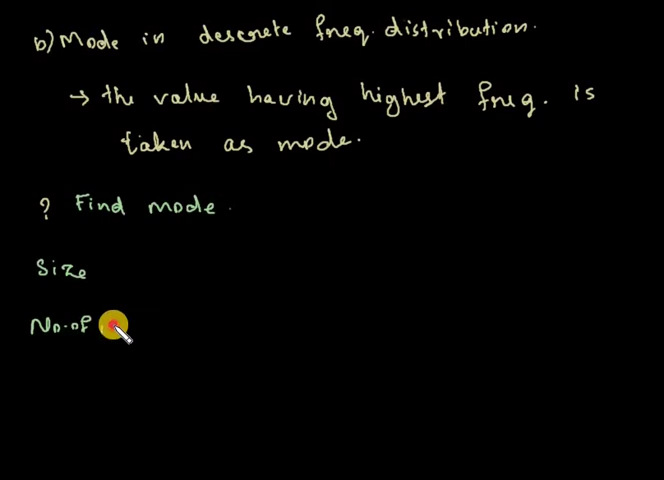 b) Mode in descrete freq. distribution.
→ the value having highest freq. is
taken as mode.
? Find mode.
Size
No. of